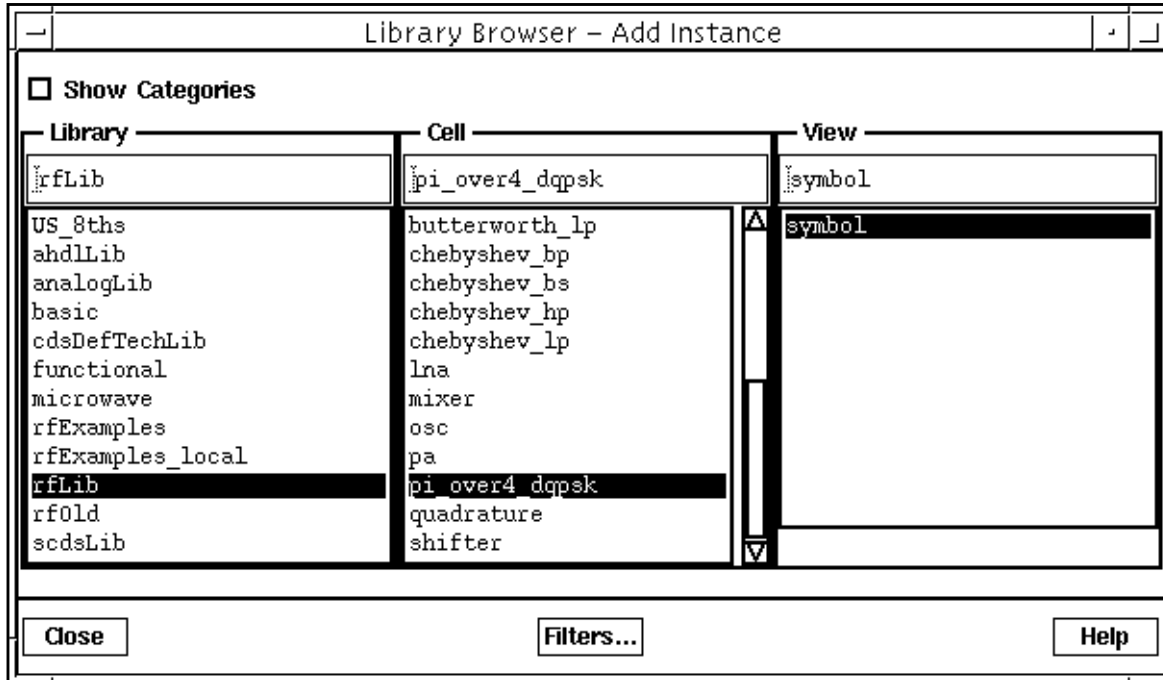 Library Browser – Add Instance
Show Categories
Library
rfLib
US_8ths
ahdlLib
analogLib
basic
cdsDefTechLib
functional
microwave
rfExamples
rfExamples_local
rfLib
rfOld
scdsLib
Cell
pi_over4_dqpsk
butterworth_lp
chebyshev_bp
chebyshev_bs
chebyshev_hp
chebyshev_lp
lna
mixer
osc
pa
pi_over4_dqpsk
quadrature
shifter
View
symbol
symbol
Close
Filters...
Help